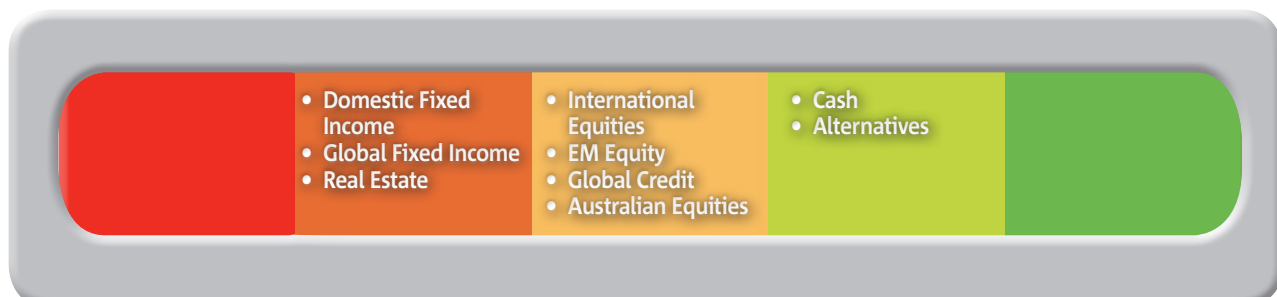 • Domestic Fixed
Income
• Global Fixed Income
• Real Estate
• International
Equities
• EM Equity
• Global Credit
• Australian Equities
• Cash
• Alternatives